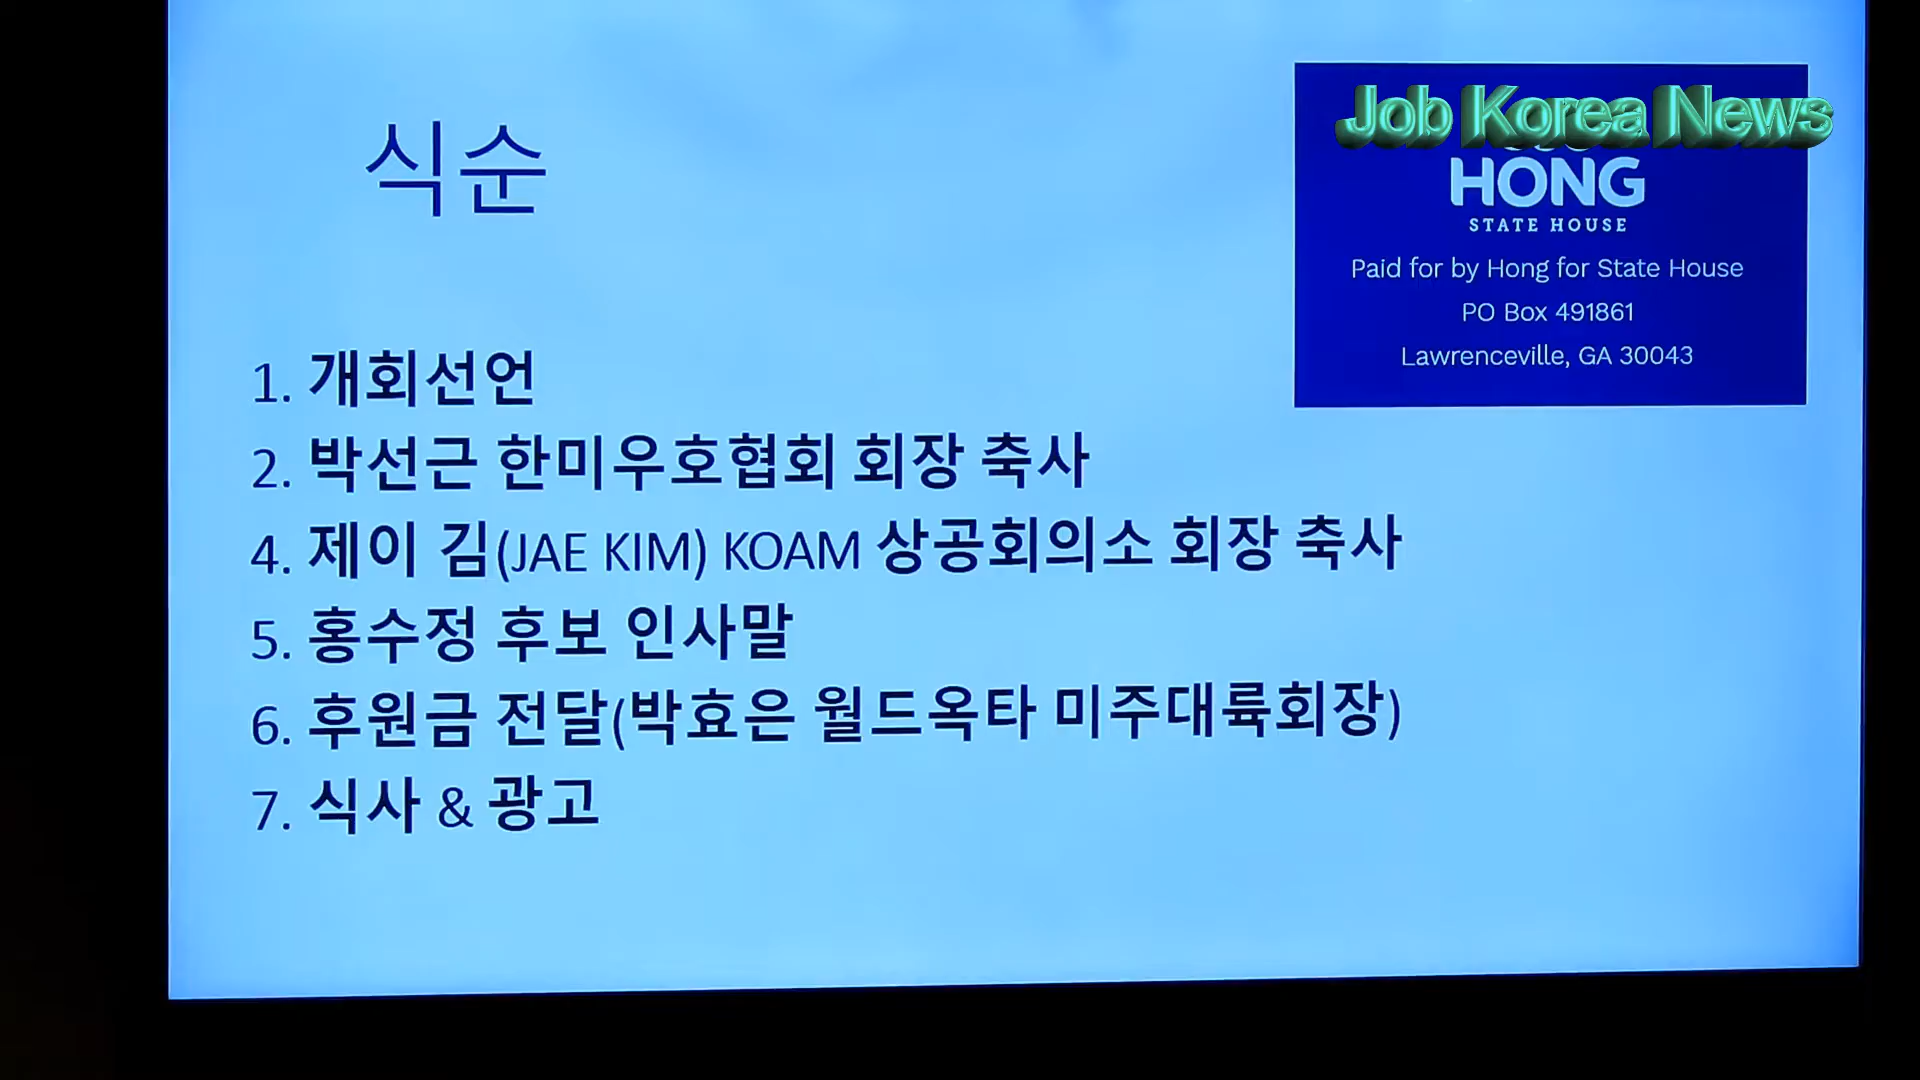 식순
Job Korea News
HONG
STATE HOUSE
Paid for by Hong for State House
PO Box 491861
Lawrenceville, GA 30043
1. 개회선언
2. 박선근 한미우호협회 회장 축사
4. 제이 김(JAE KIM) KOAM 상공회의소 회장 축사
5. 홍수정 후보 인사말
6. 후원금 전달(박효은 월드옥타 미주대륙회장)
7. 식사 & 광고